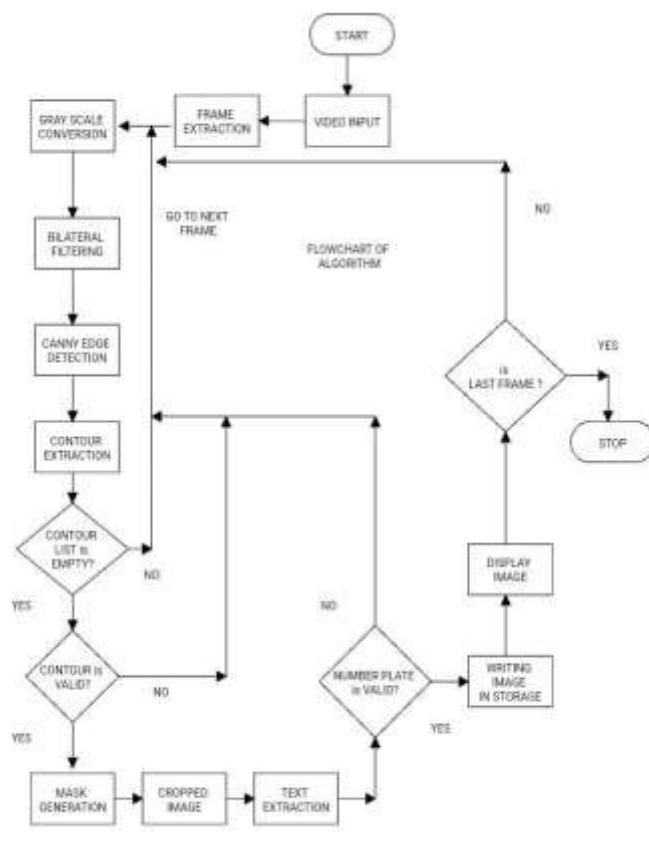 START
VIDEO INPUT
FRAME
EXTRACTION
GRAY SCALE
CONVERSION
GO TO NEXT
FRAME
NO
BILATERAL
FILTERING
FLOWCHART OF
ALGORITHM
CANNY EDGE
DETECTION
is
LAST FRAME ?
YES
STOP
CONTOUR
EXTRACTION
CONTOUR
LIST is
EMPTY?
NO
YES
DISPLAY
IMAGE
CONTOUR is
VALID?
NO
YES
NO
NUMBER PLATE
is VALID?
YES
WRITING
IMAGE
IN STORAGE
MASK
GENERATION
CROPPED
IMAGE
TEXT
EXTRACTION